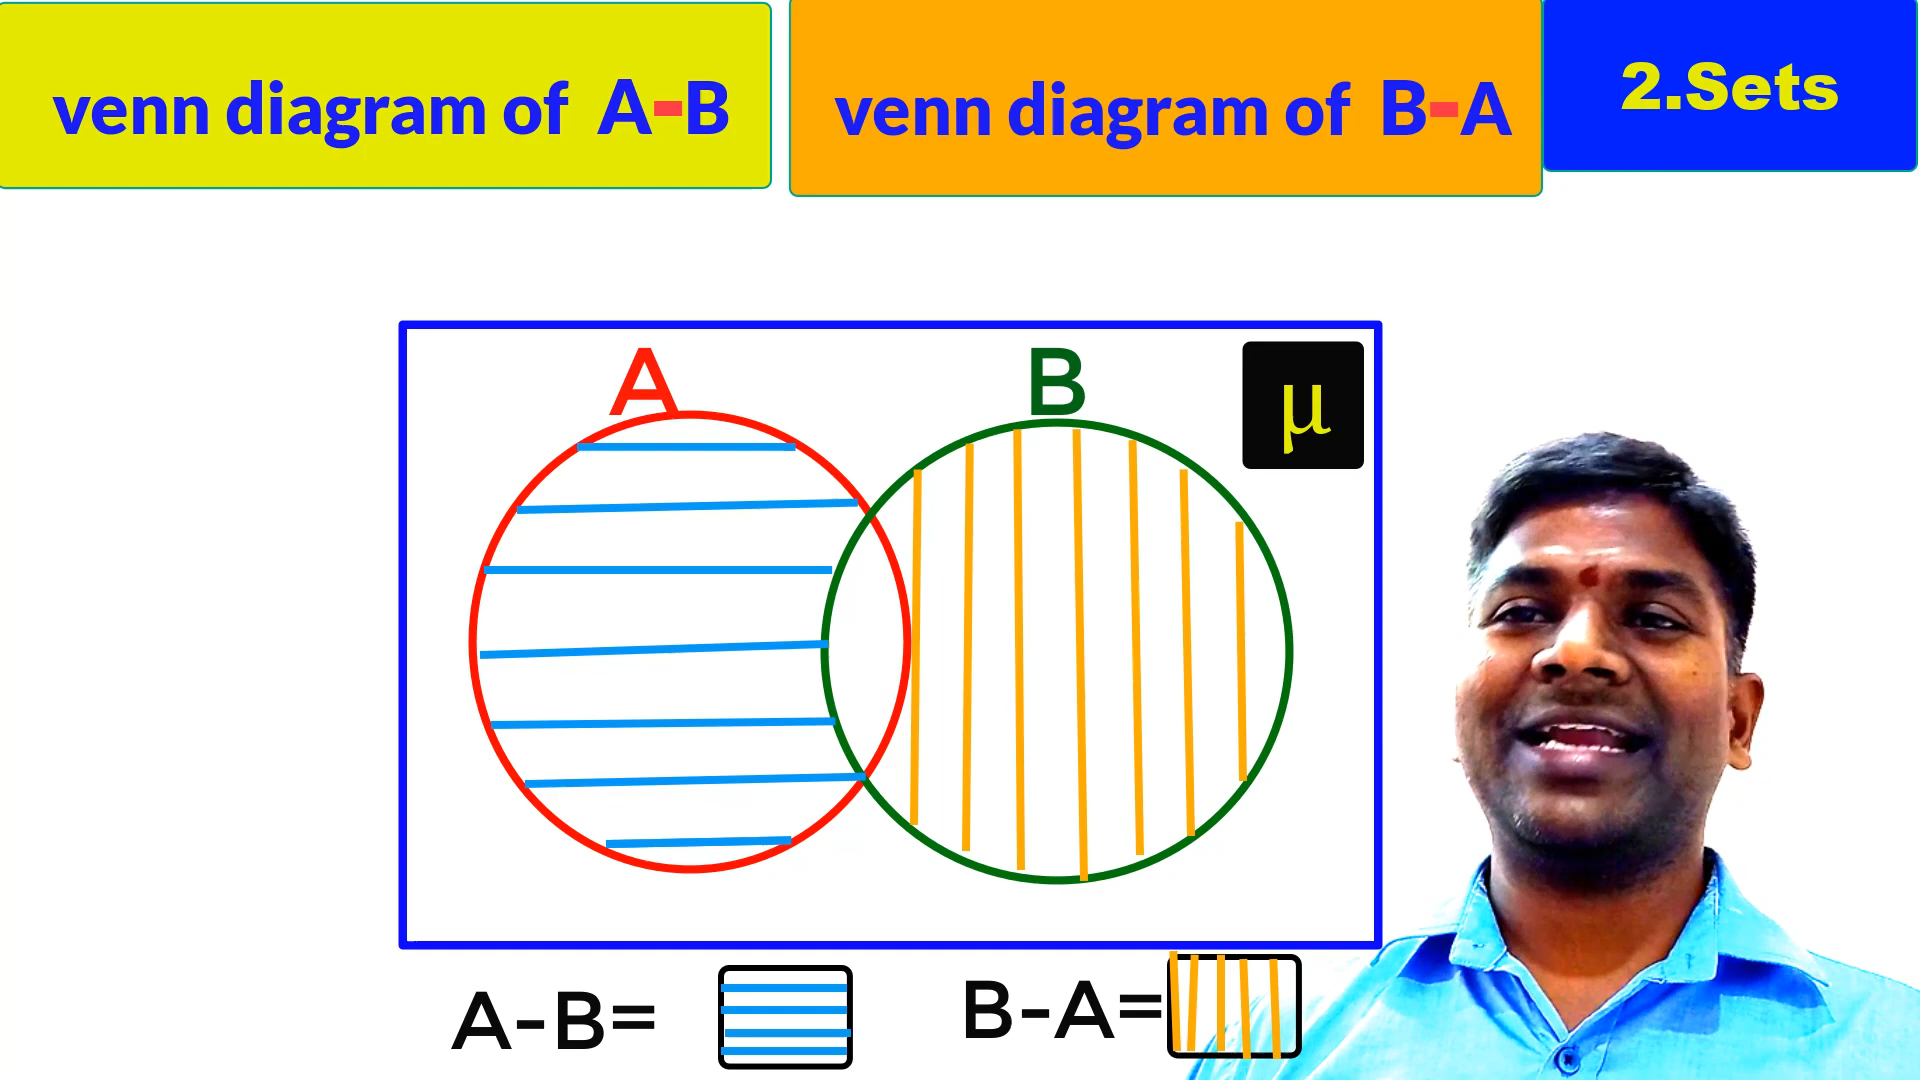 venn diagram of A-B
venn diagram of B-A
2.Sets
A
B
μ
A-B=
B-A=